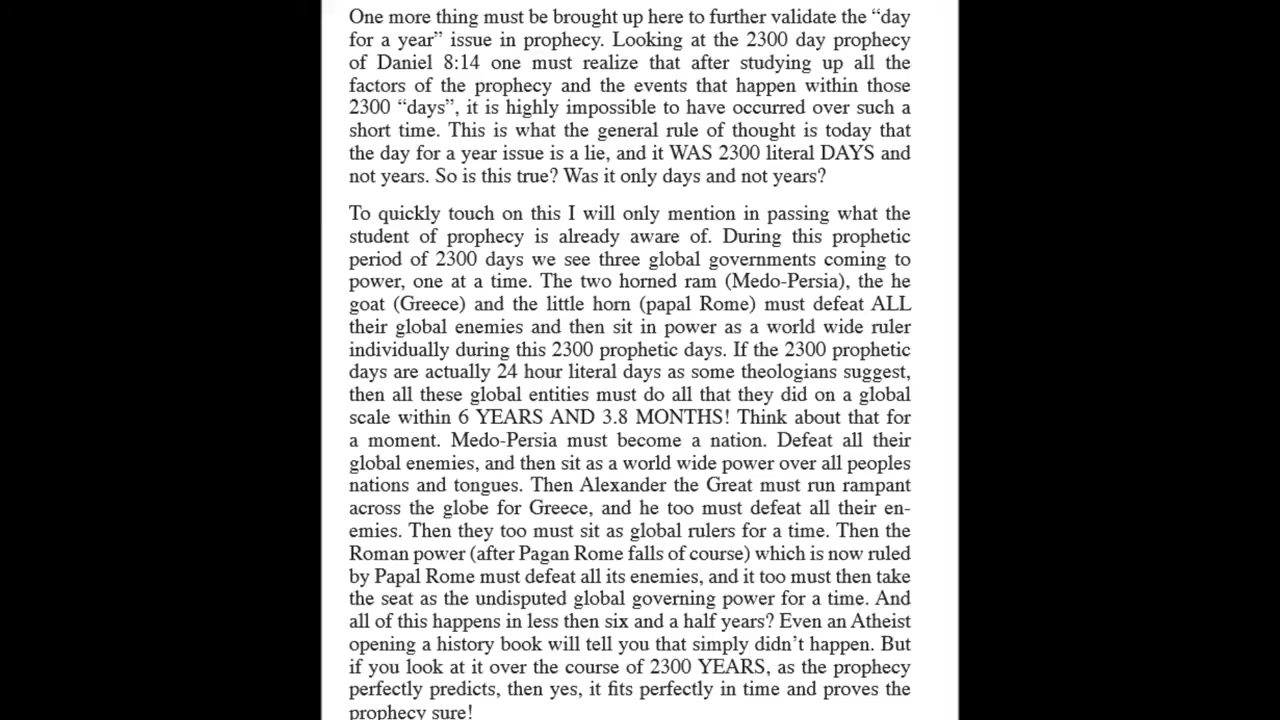 One more thing must be brought up here to further validate the “day
for a year” issue in prophecy. Looking at the 2300 day prophecy
of Daniel 8:14 one must realize that after studying up all the
factors of the prophecy and the events that happen within those
2300 “days”, it is highly impossible to have occurred over such a
short time. This is what the general rule of thought is today that
the day for a year issue is a lie, and it WAS 2300 literal DAYS and
not years. So is this true? Was it only days and not years?
To quickly touch on this I will only mention in passing what the
student of prophecy is already aware of. During this prophetic
period of 2300 days we see three global governments coming to
power, one at a time. The two horned ram (Medo-Persia), the he
goat (Greece) and the little horn (papal Rome) must defeat ALL
their global enemies and then sit in power as a world wide ruler
individually during this 2300 prophetic days. If the 2300 prophetic
days are actually 24 hour literal days as some theologians suggest,
then all these global entities must do all that they did on a global
scale within 6 YEARS AND 3.8 MONTHS! Think about that for
a moment. Medo-Persia must become a nation. Defeat all their
global enemies, and then sit as a world wide power over all peoples
nations and tongues. Then Alexander the Great must run rampant
across the globe for Greece, and he too must defeat all their en-
emies. Then they too must sit as global rulers for a time. Then the
Roman power (after Pagan Rome falls of course) which is now ruled
by Papal Rome must defeat all its enemies, and it too must then take
the seat as the undisputed global governing power for a time. And
all of this happens in less then six and a half years? Even an Atheist
opening a history book will tell you that simply didn’t happen. But
if you look at it over the course of 2300 YEARS, as the prophecy
perfectly predicts, then yes, it fits perfectly in time and proves the
prophecy sure!